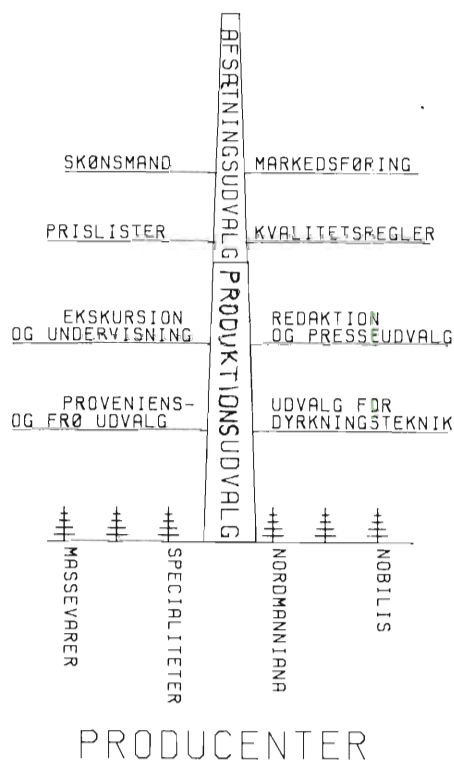 AFSÆTNINGSUDVALG
SKØNSMAND
MARKEDSFØRING
PRISLISTER
KVALITETSREGLER
PRODUKTIONSUDVALG
EKSKURSION
OG UNDERVISNING
REDAKTION
OG PRESSEUDVALG
PROVENIENS-
OG FRØ UDVALG
UDVALG FOR
DYRKNINGSTEKNIK
MASSEVARER
SPECIALITETER
NORDMANNIANA
NOBILIS
PRODUCENTER